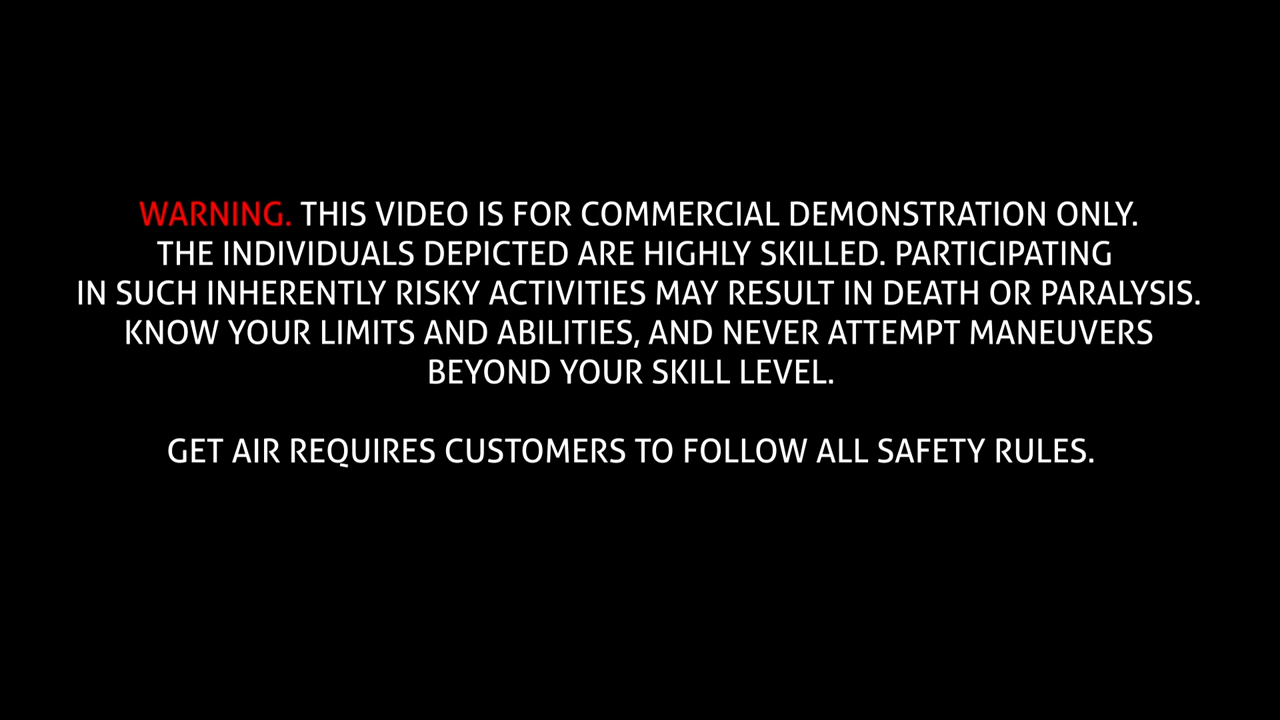 WARNING. THIS VIDEO IS FOR COMMERCIAL DEMONSTRATION ONLY.
THE INDIVIDUALS DEPICTED ARE HIGHLY SKILLED. PARTICIPATING
IN SUCH INHERENTLY RISKY ACTIVITIES MAY RESULT IN DEATH OR PARALYSIS.
KNOW YOUR LIMITS AND ABILITIES, AND NEVER ATTEMPT MANEUVERS
BEYOND YOUR SKILL LEVEL.
GET AIR REQUIRES CUSTOMERS TO FOLLOW ALL SAFETY RULES.